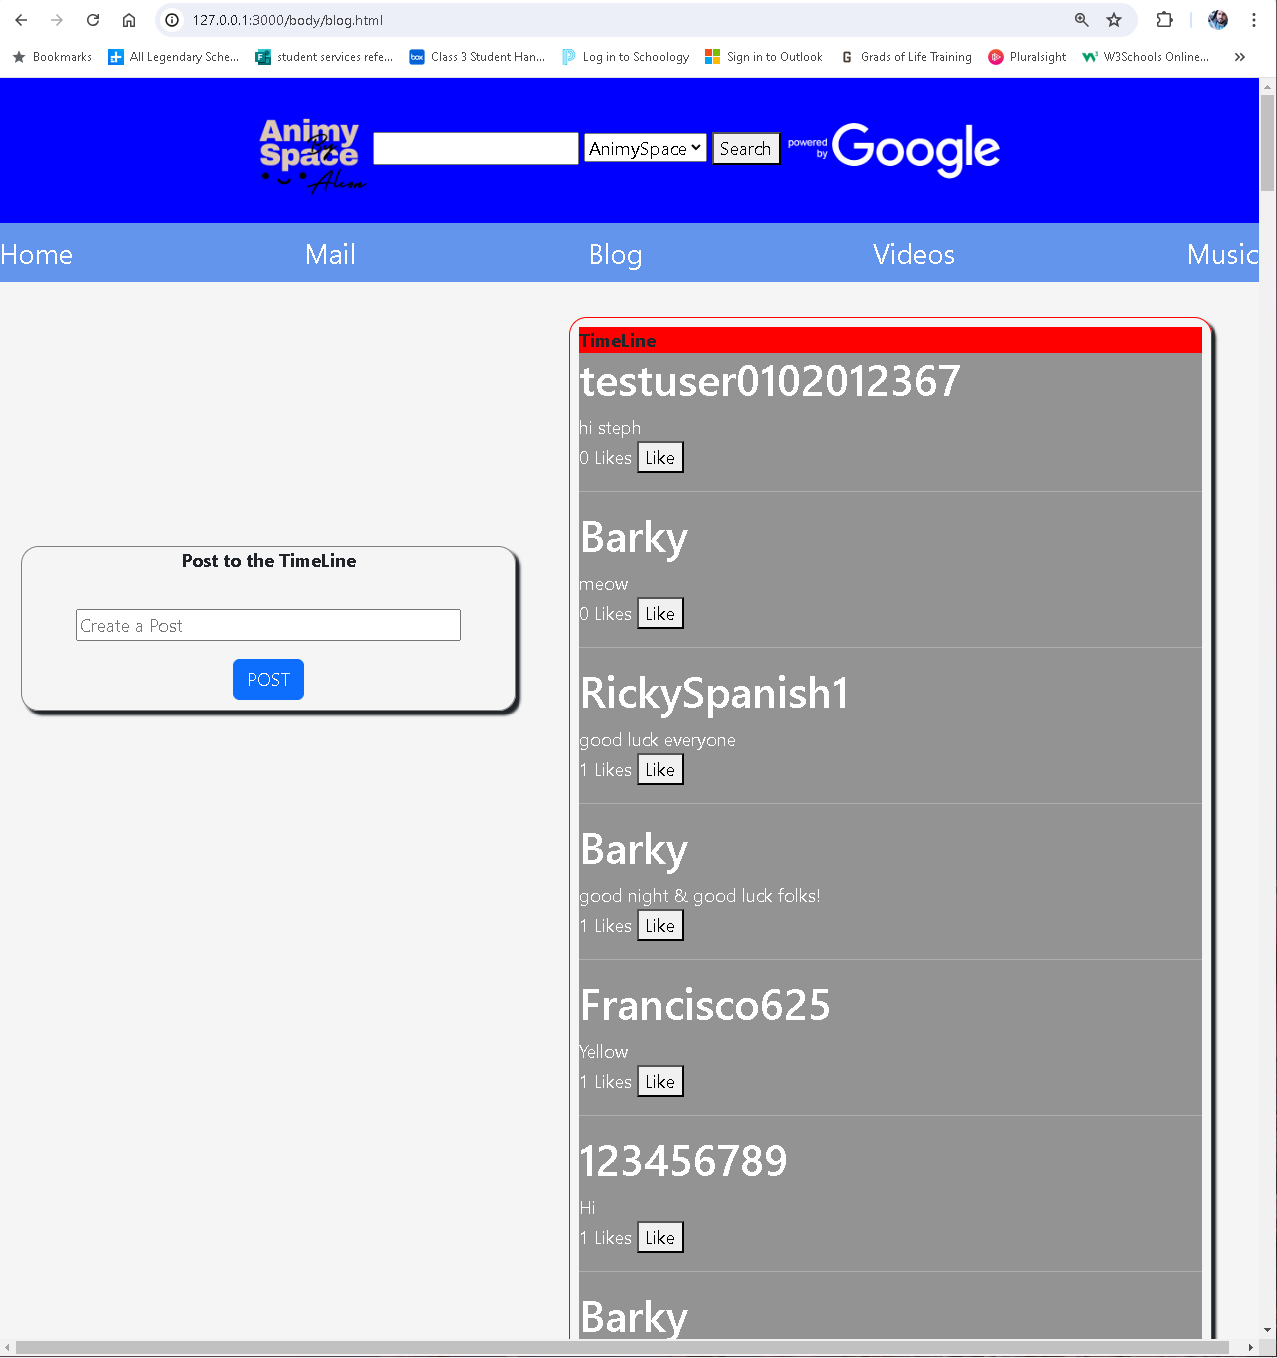 127.0.0.1:3000/body/blog.html
Bookmarks All Legendary Sche... student services refe... box Class 3 Student Han... Log in to Schoology Sign in to Outlook G Grads of Life Training Pluralsight W3Schools Online... »
Animy
Space
By
Alem
AnimySpace Search powered by Google
Home Mail Blog Videos Music
TimeLine
testuser0102012367
hi steph
0 Likes Like
Barky
meow
0 Likes Like
Post to the TimeLine
Create a Post
POST
RickySpanish1
good luck everyone
1 Likes Like
Barky
good night & good luck folks!
1 Likes Like
Francisco625
Yellow
1 Likes Like
123456789
Hi
1 Likes Like
Barky